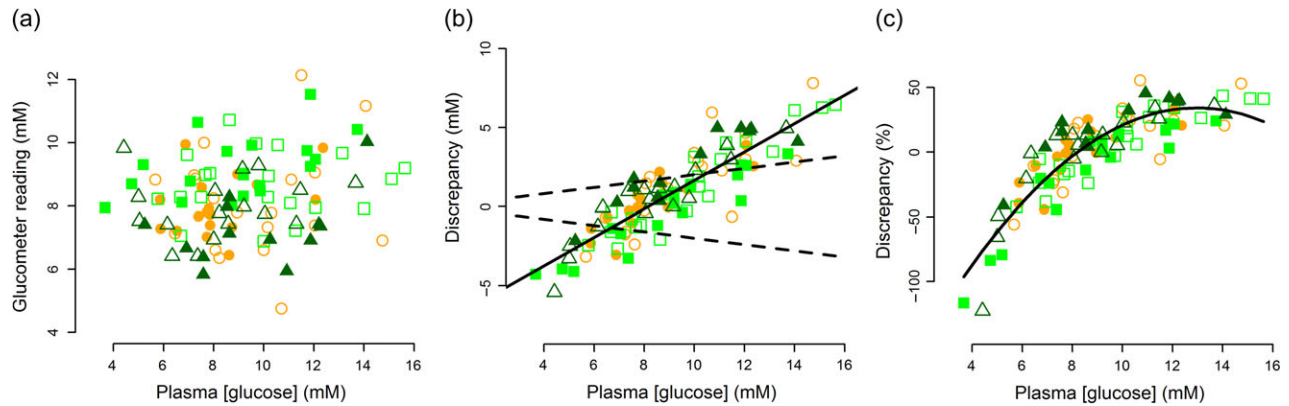 (a)
Glucometer reading (mM)
12
10
8
6
4
4 6 8 10 12 14 16
Plasma [glucose] (mM)
(b)
Discrepancy (mM)
10
5
0
−5
4 6 8 10 12 14 16
Plasma [glucose] (mM)
(c)
Discrepancy (%)
50
0
−50
−100
4 6 8 10 12 14 16
Plasma [glucose] (mM)